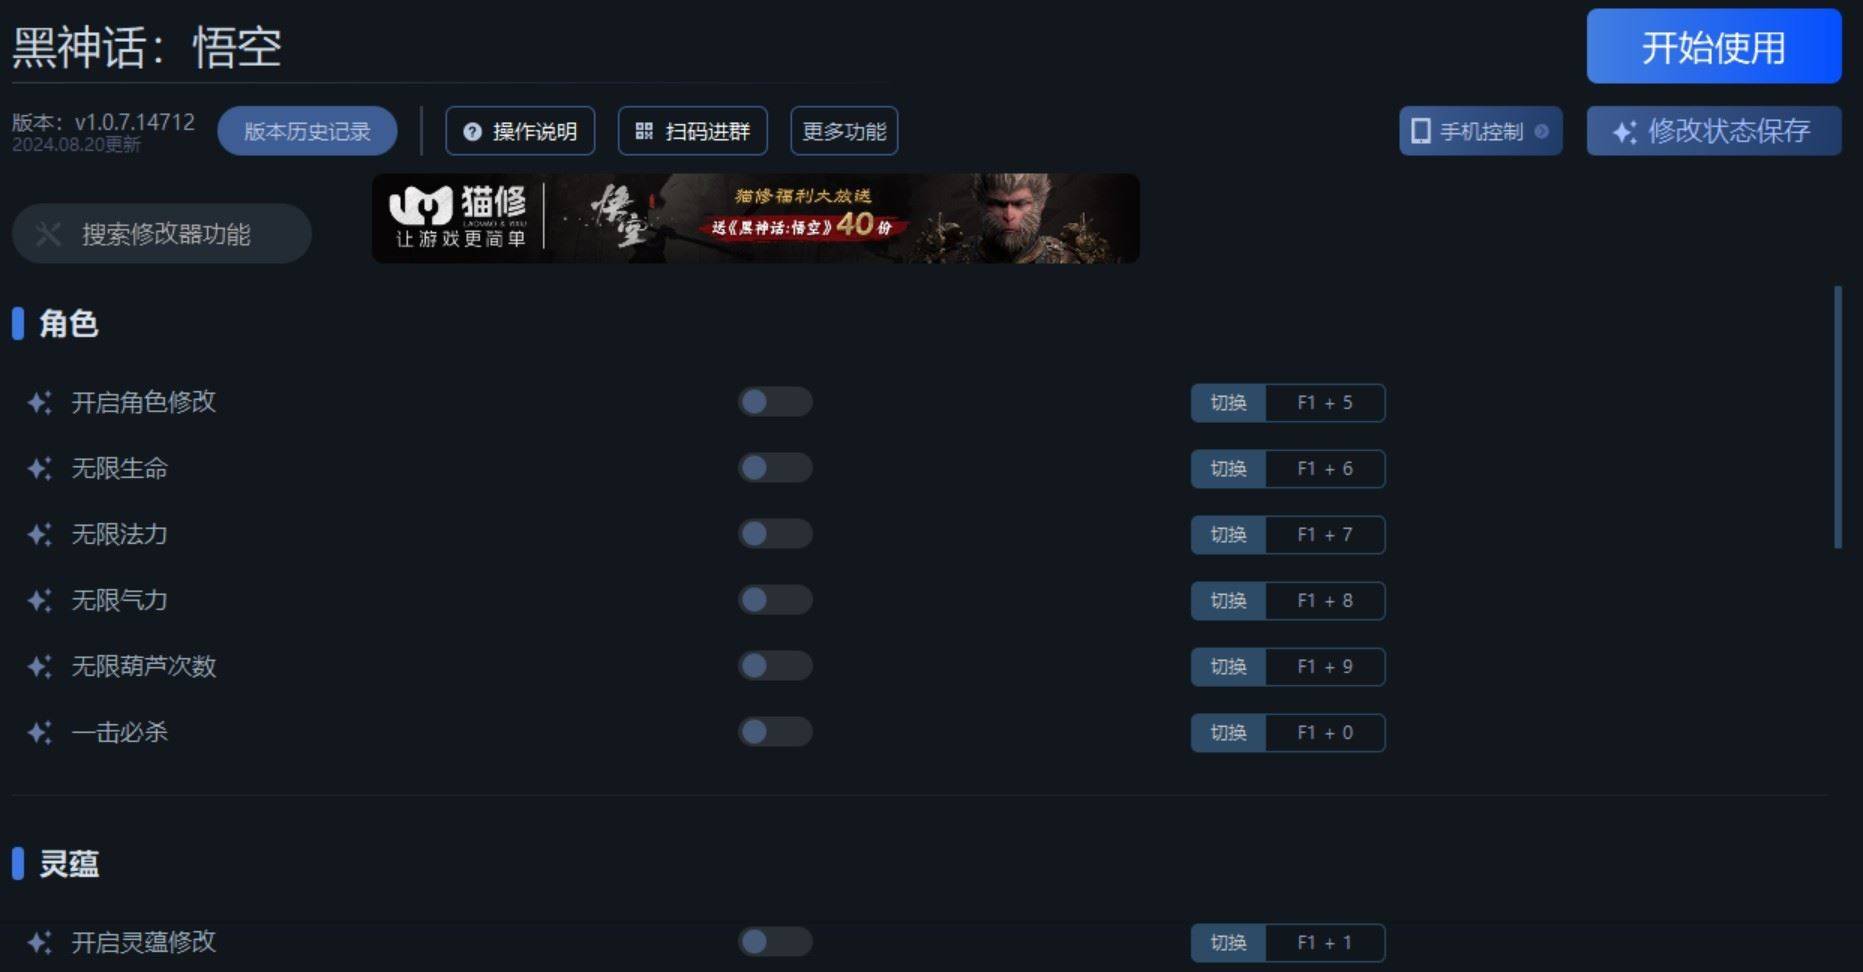 黑神话：悟空
开始使用
版本：v1.0.7.14712
2024.08.20更新
版本历史记录
操作说明
扫码进群
更多功能
手机控制
修改状态保存
搜索修改器功能
猫修
让游戏更简单
悟空
猫修福利大放送
送《黑神话:悟空》40份
角色
开启角色修改 切换 F1 + 5
无限生命 切换 F1 + 6
无限法力 切换 F1 + 7
无限气力 切换 F1 + 8
无限葫芦次数 切换 F1 + 9
一击必杀 切换 F1 + 0
灵蕴
开启灵蕴修改 切换 F1 + 1